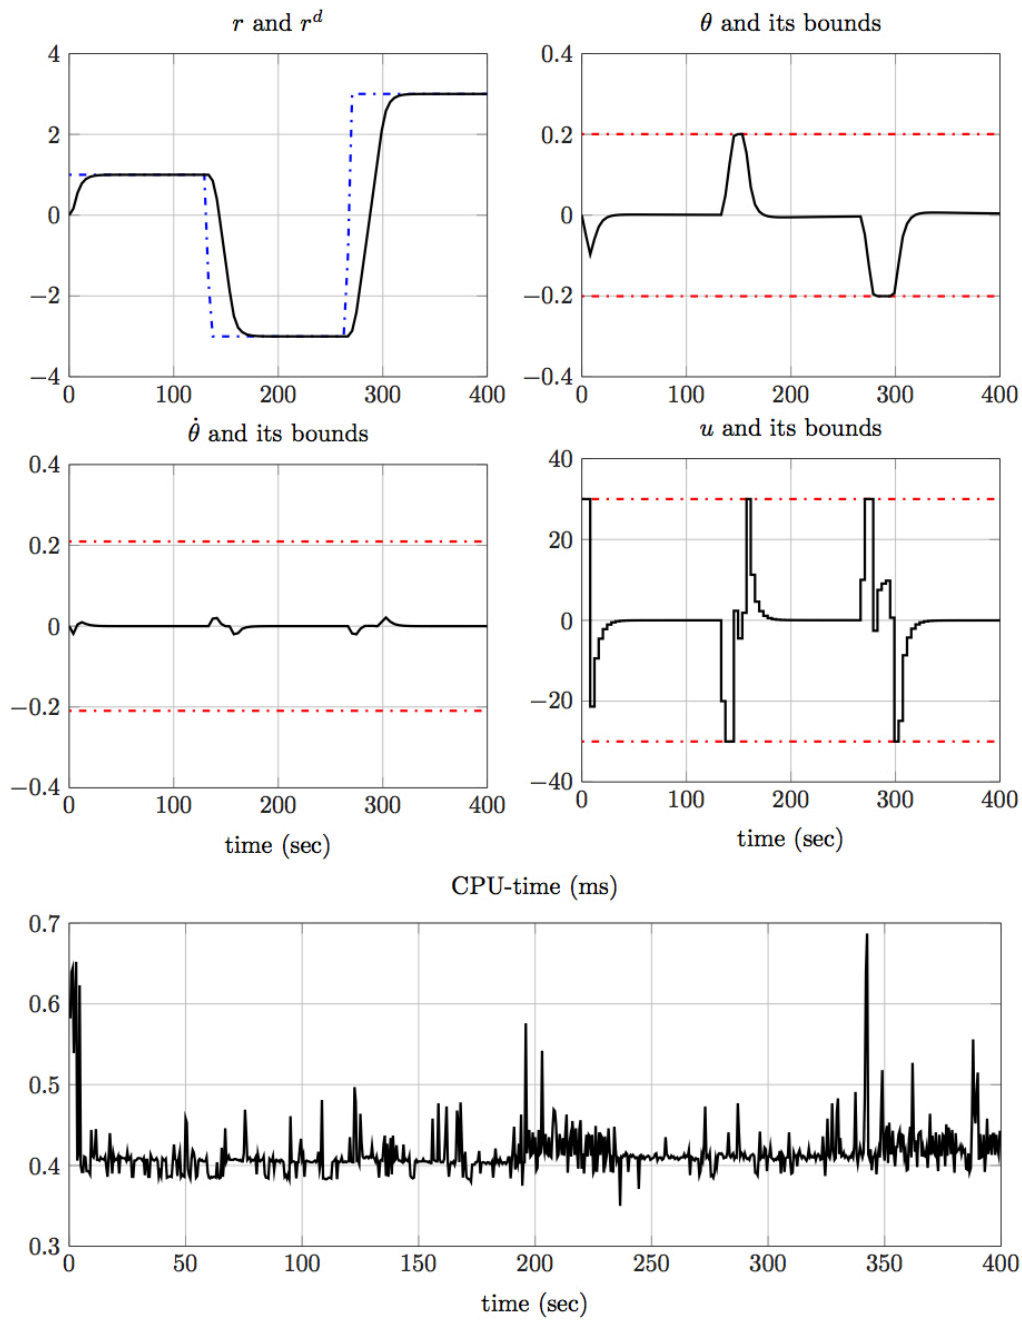 r and r^d
θ and its bounds
4
2
0
−2
−4
0 100 200 300 400
0.4
0.2
0
−0.2
−0.4
0 100 200 300 400
θ̇ and its bounds
u and its bounds
0.4
0.2
0
−0.2
−0.4
0 100 200 300 400
time (sec)
40
20
0
−20
−40
0 100 200 300 400
time (sec)
CPU-time (ms)
0.7
0.6
0.5
0.4
0.3
0 50 100 150 200 250 300 350 400
time (sec)